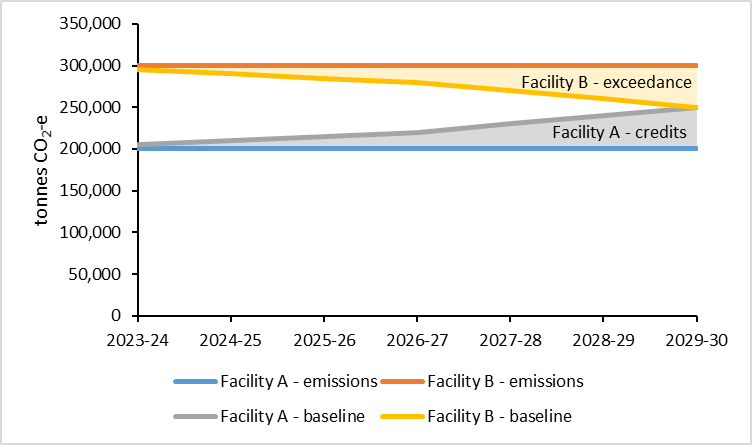 350,000
300,000
250,000
200,000
150,000
100,000
50,000
0
tonnes CO₂-e
Facility B - exceedance
Facility A - credits
2023-24 2024-25 2025-26 2026-27 2027-28 2028-29 2029-30
Facility A - emissions Facility B - emissions
Facility A - baseline Facility B - baseline